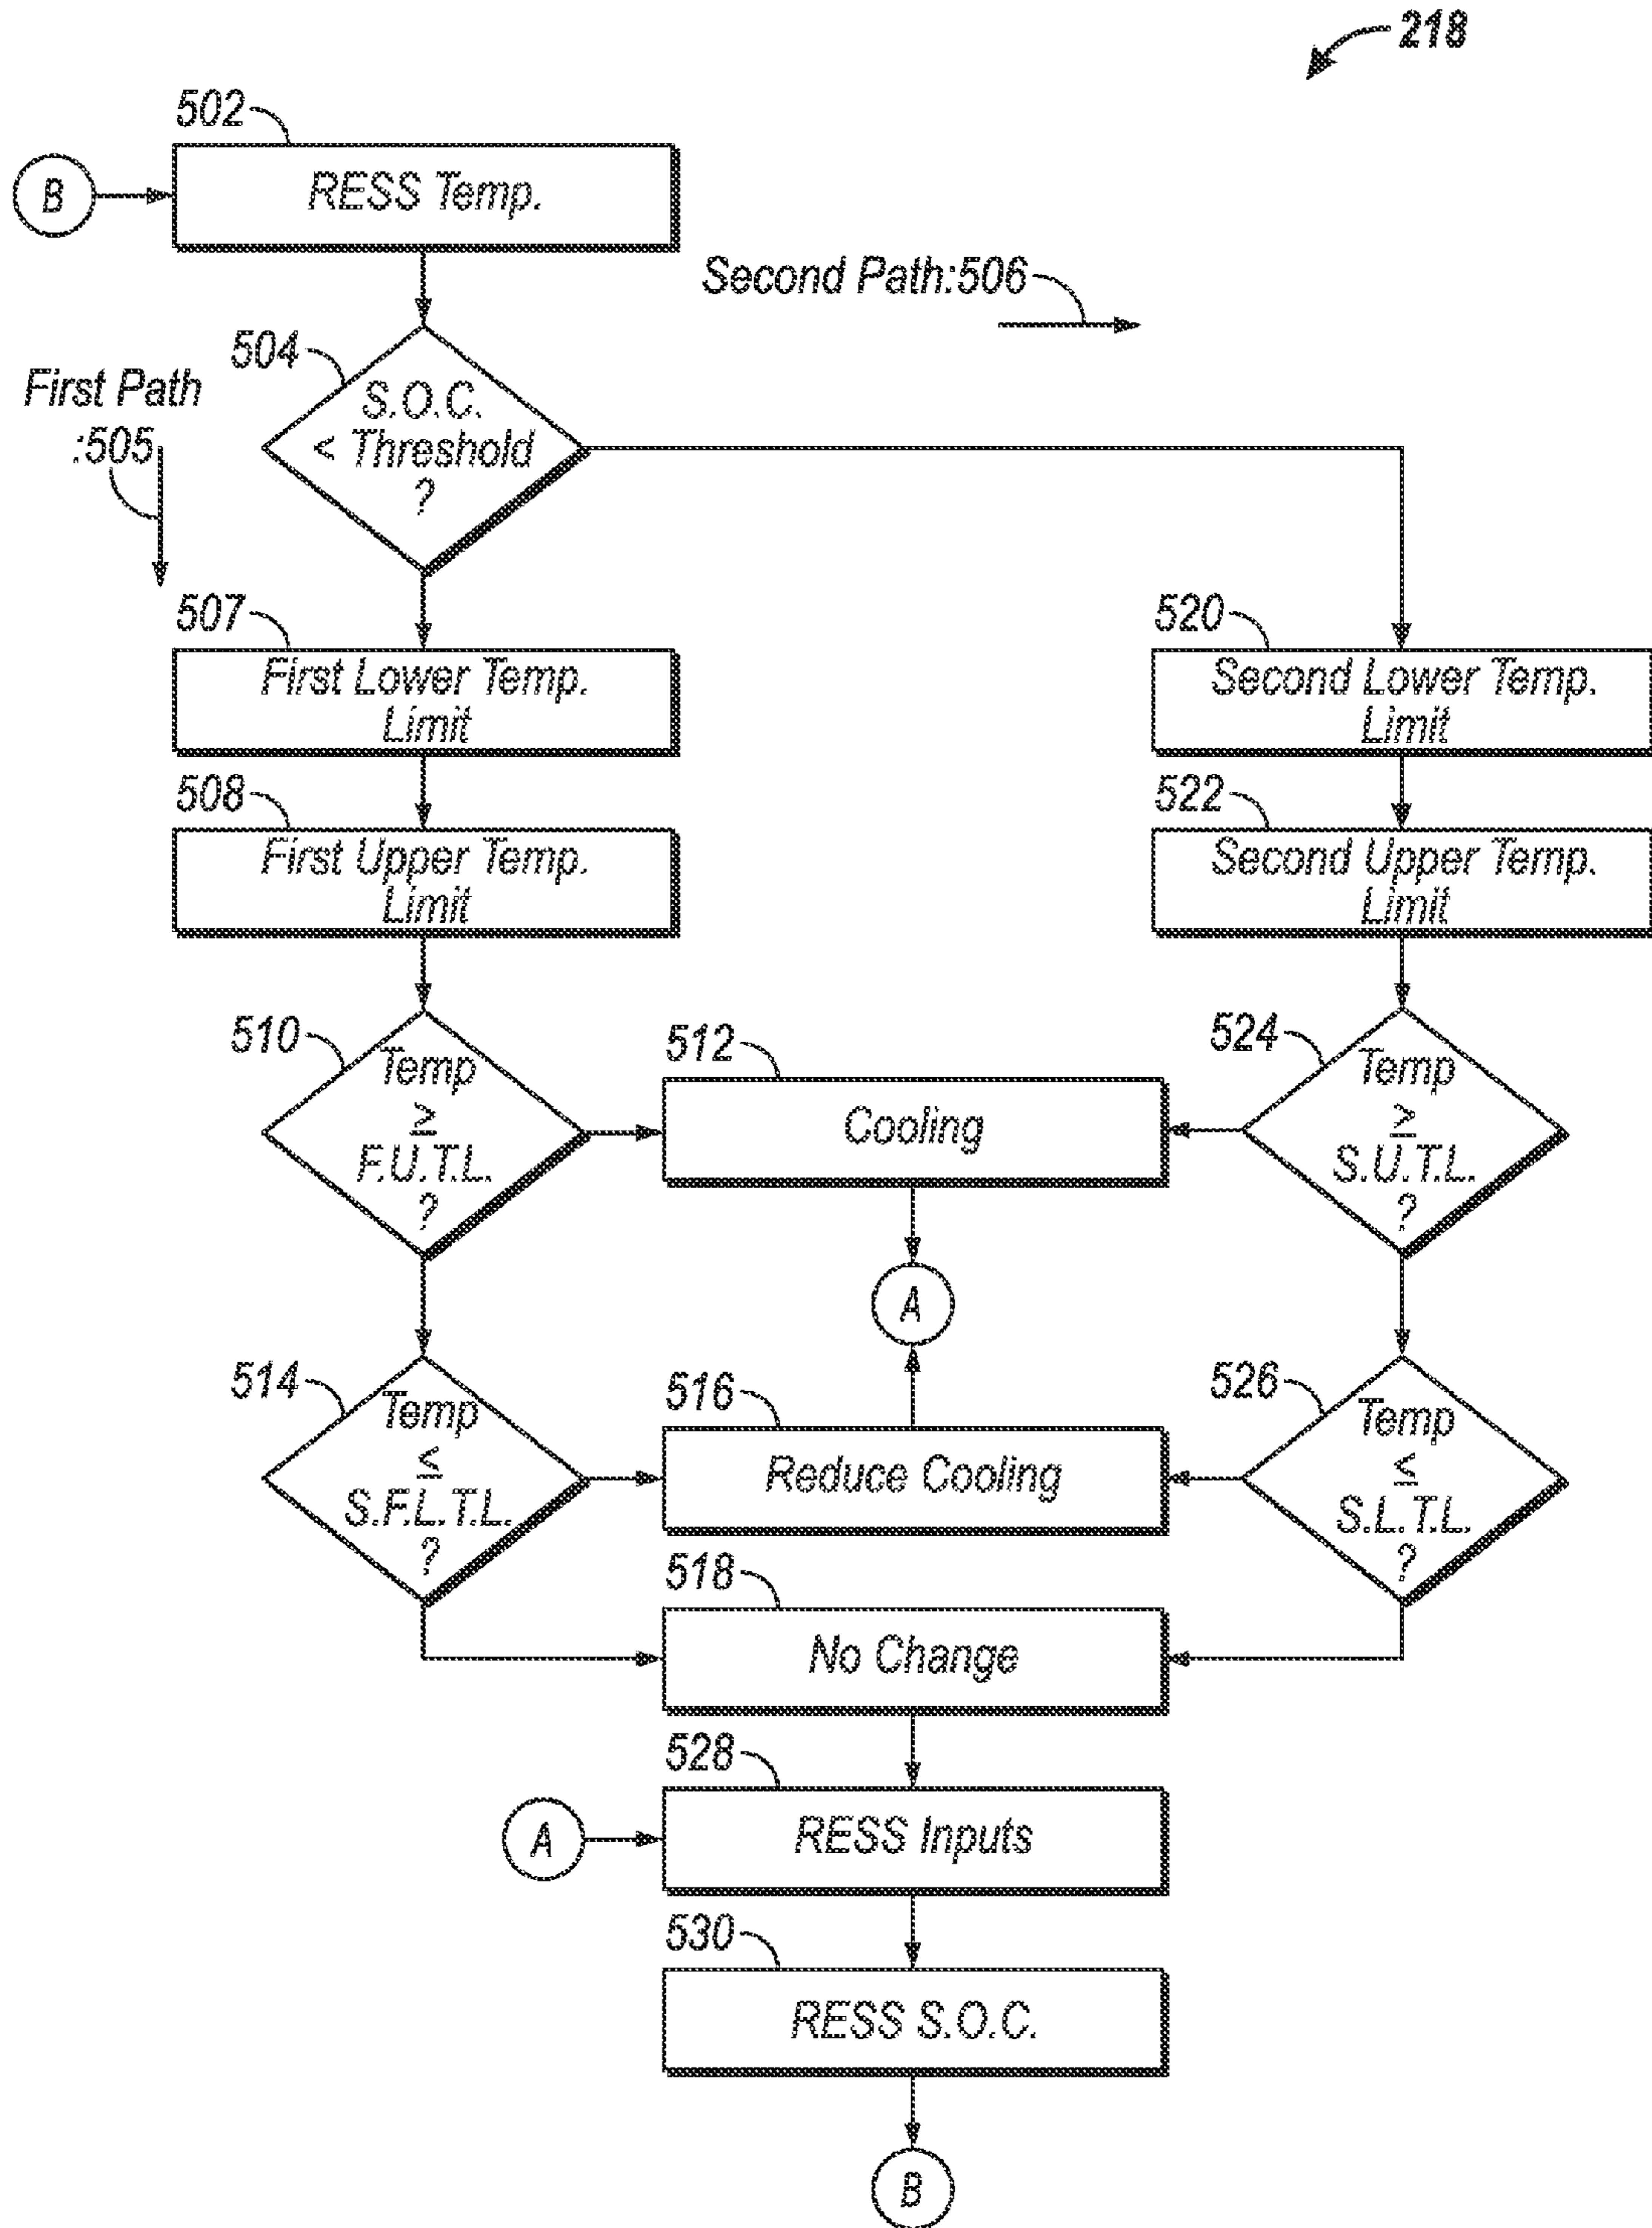 218
502
B
RESS Temp.
Second Path:506
504
First Path
:505
S.O.C.
< Threshold
?
507
First Lower Temp.
Limit
520
Second Lower Temp.
Limit
508
First Upper Temp.
Limit
522
Second Upper Temp.
Limit
510
Temp
≥
F.U.T.L.
?
512
Cooling
524
Temp
≥
S.U.T.L.
?
A
514
Temp
≤
S.F.L.T.L.
?
516
Reduce Cooling
526
Temp
≤
S.L.T.L.
?
518
No Change
528
A
RESS Inputs
530
RESS S.O.C.
B